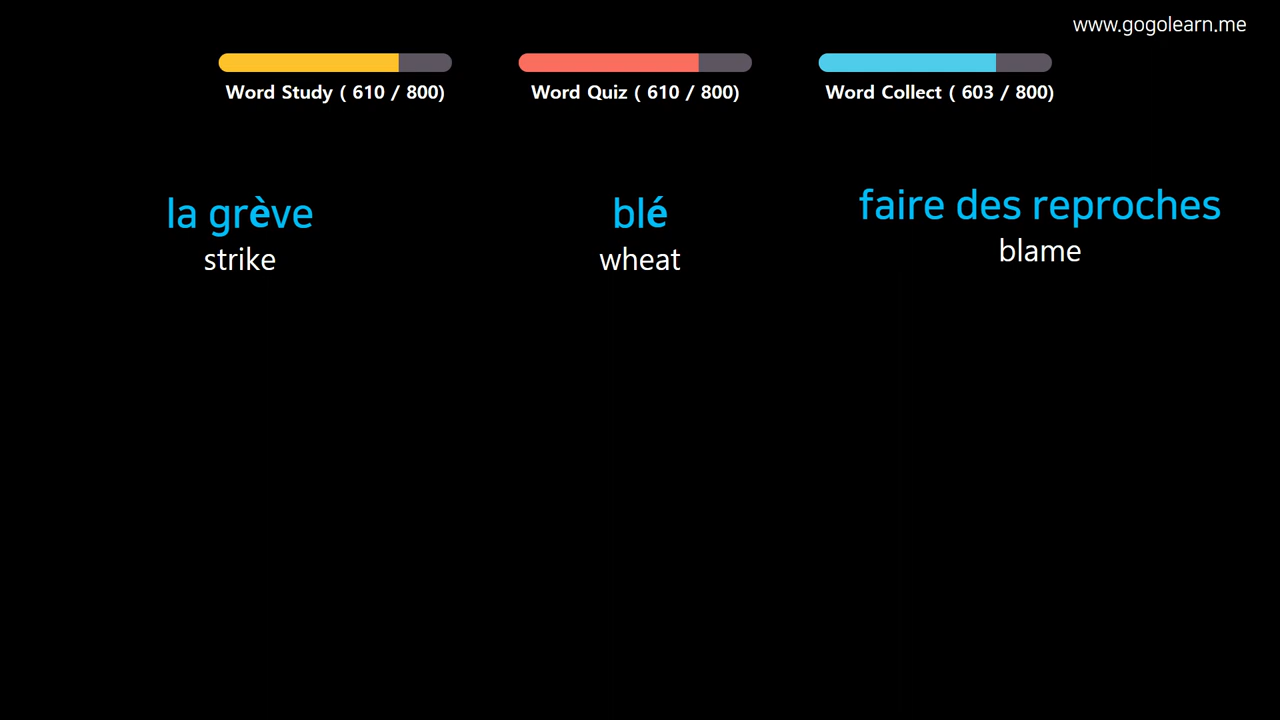 www.gogolearn.me
Word Study ( 610 / 800)
Word Quiz ( 610 / 800)
Word Collect ( 603 / 800)
la grève
strike
blé
wheat
faire des reproches
blame